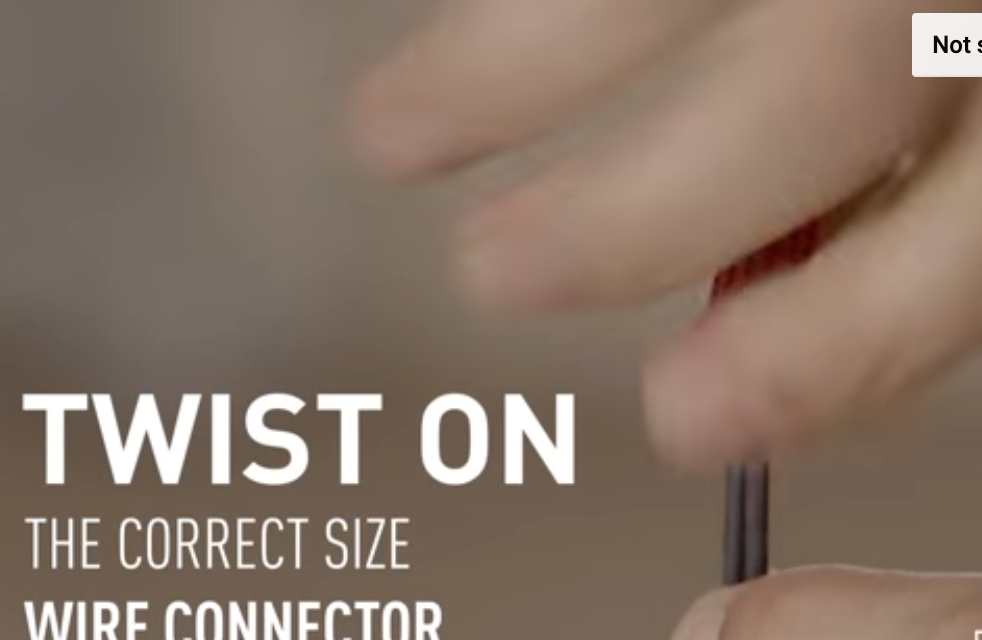 Not
TWIST ON
THE CORRECT SIZE
WIRE CONNECTOR